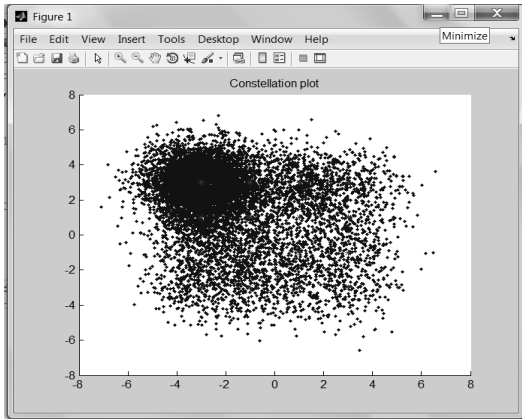 Figure 1
File Edit View Insert Tools Desktop Window Help
Minimize
Constellation plot
8
6
4
2
0
-2
-4
-6
-8
-8 -6 -4 -2 0 2 4 6 8